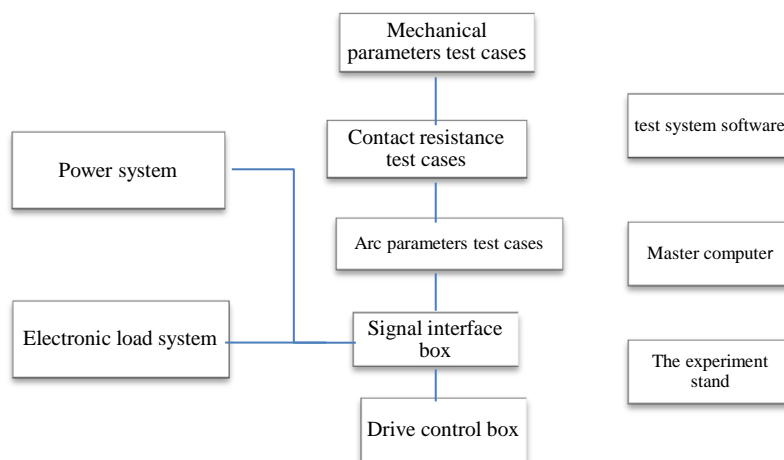 Mechanical
parameters test cases
Contact resistance
test cases
test system software
Power system
Arc parameters test cases
Master computer
Electronic load system
Signal interface
box
The experiment
stand
Drive control box